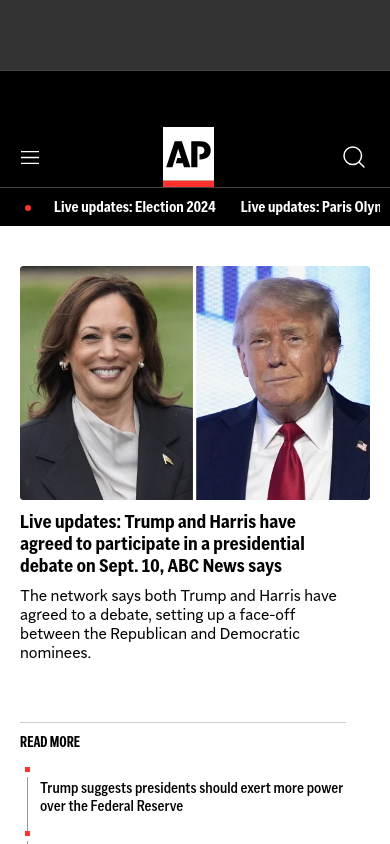 AP
Live updates: Election 2024 Live updates: Paris Olyn
Live updates: Trump and Harris have
agreed to participate in a presidential
debate on Sept. 10, ABC News says
The network says both Trump and Harris have
agreed to a debate, setting up a face-off
between the Republican and Democratic
nominees.
READ MORE
Trump suggests presidents should exert more power
over the Federal Reserve